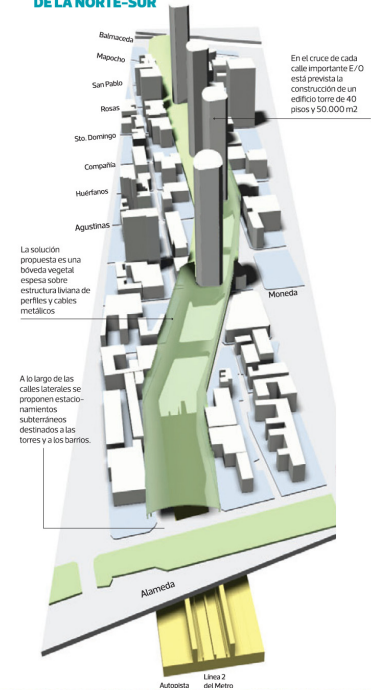 DE LA NORTE-SUR
Balmaceda
Mapocho
San Pablo
Rosas
Sto. Domingo
Compañía
Huérfanos
Agustinas
En el cruce de cada
calle importante E/O
está prevista la
construcción de un
edificio torre de 40
pisos y 50.000 m2
La solución
propuesta es una
bóveda vegetal
espesa sobre
estructura liviana de
perfiles y cables
metálicos
Moneda
A lo largo de las
calles laterales se
proponen estacio-
namientos
subterráneos
destinados a las
torres y a los barrios.
Alameda
Autopista
Línea 2
del Metro